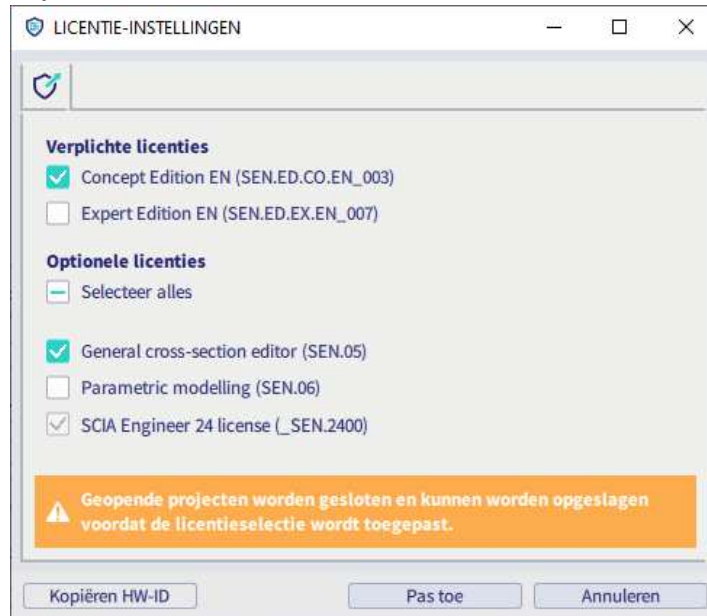 LICENTIE-INSTELLINGEN
Verplichte licenties
Concept Edition EN (SEN.ED.CO.EN_003)
Expert Edition EN (SEN.ED.EX.EN_007)
Optionele licenties
Selecteer alles
General cross-section editor (SEN.05)
Parametric modelling (SEN.06)
SCIA Engineer 24 license (_SEN.2400)
Geopende projecten worden gesloten en kunnen worden opgeslagen
voordat de licentieselectie wordt toegepast.
Kopiëren HW-ID Pas toe Annuleren